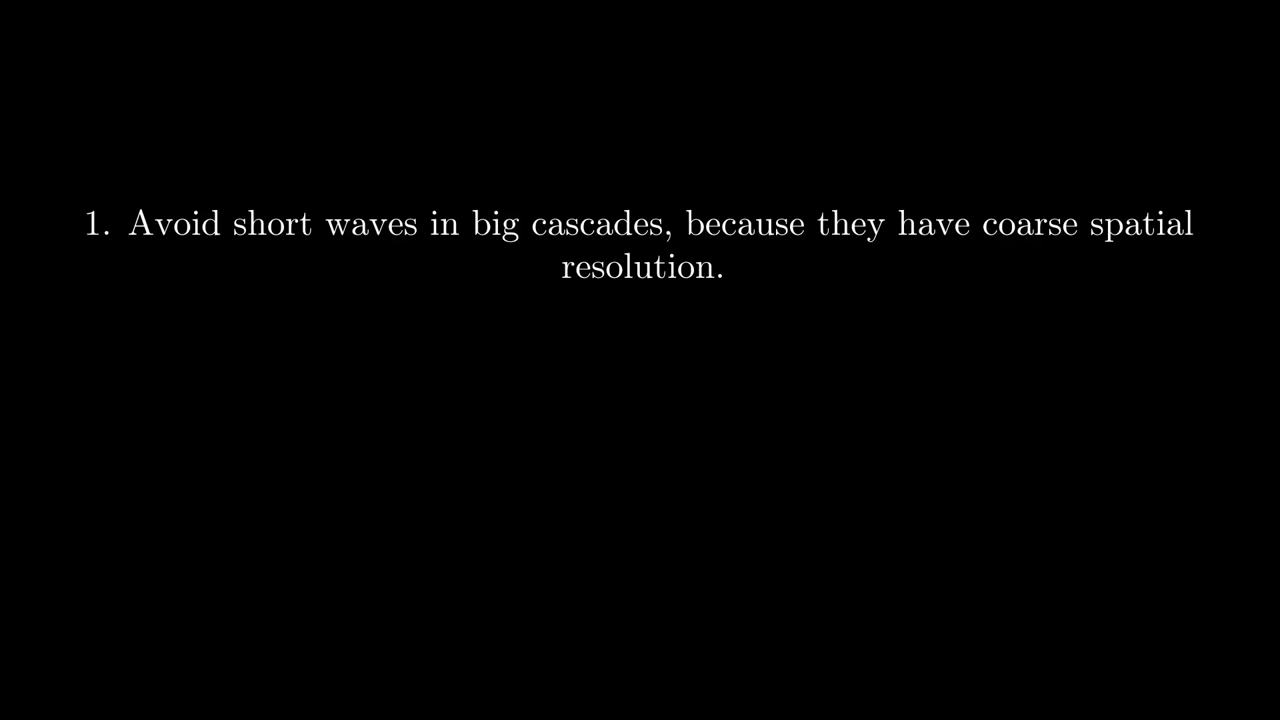 1. Avoid short waves in big cascades, because they have coarse spatial
resolution.